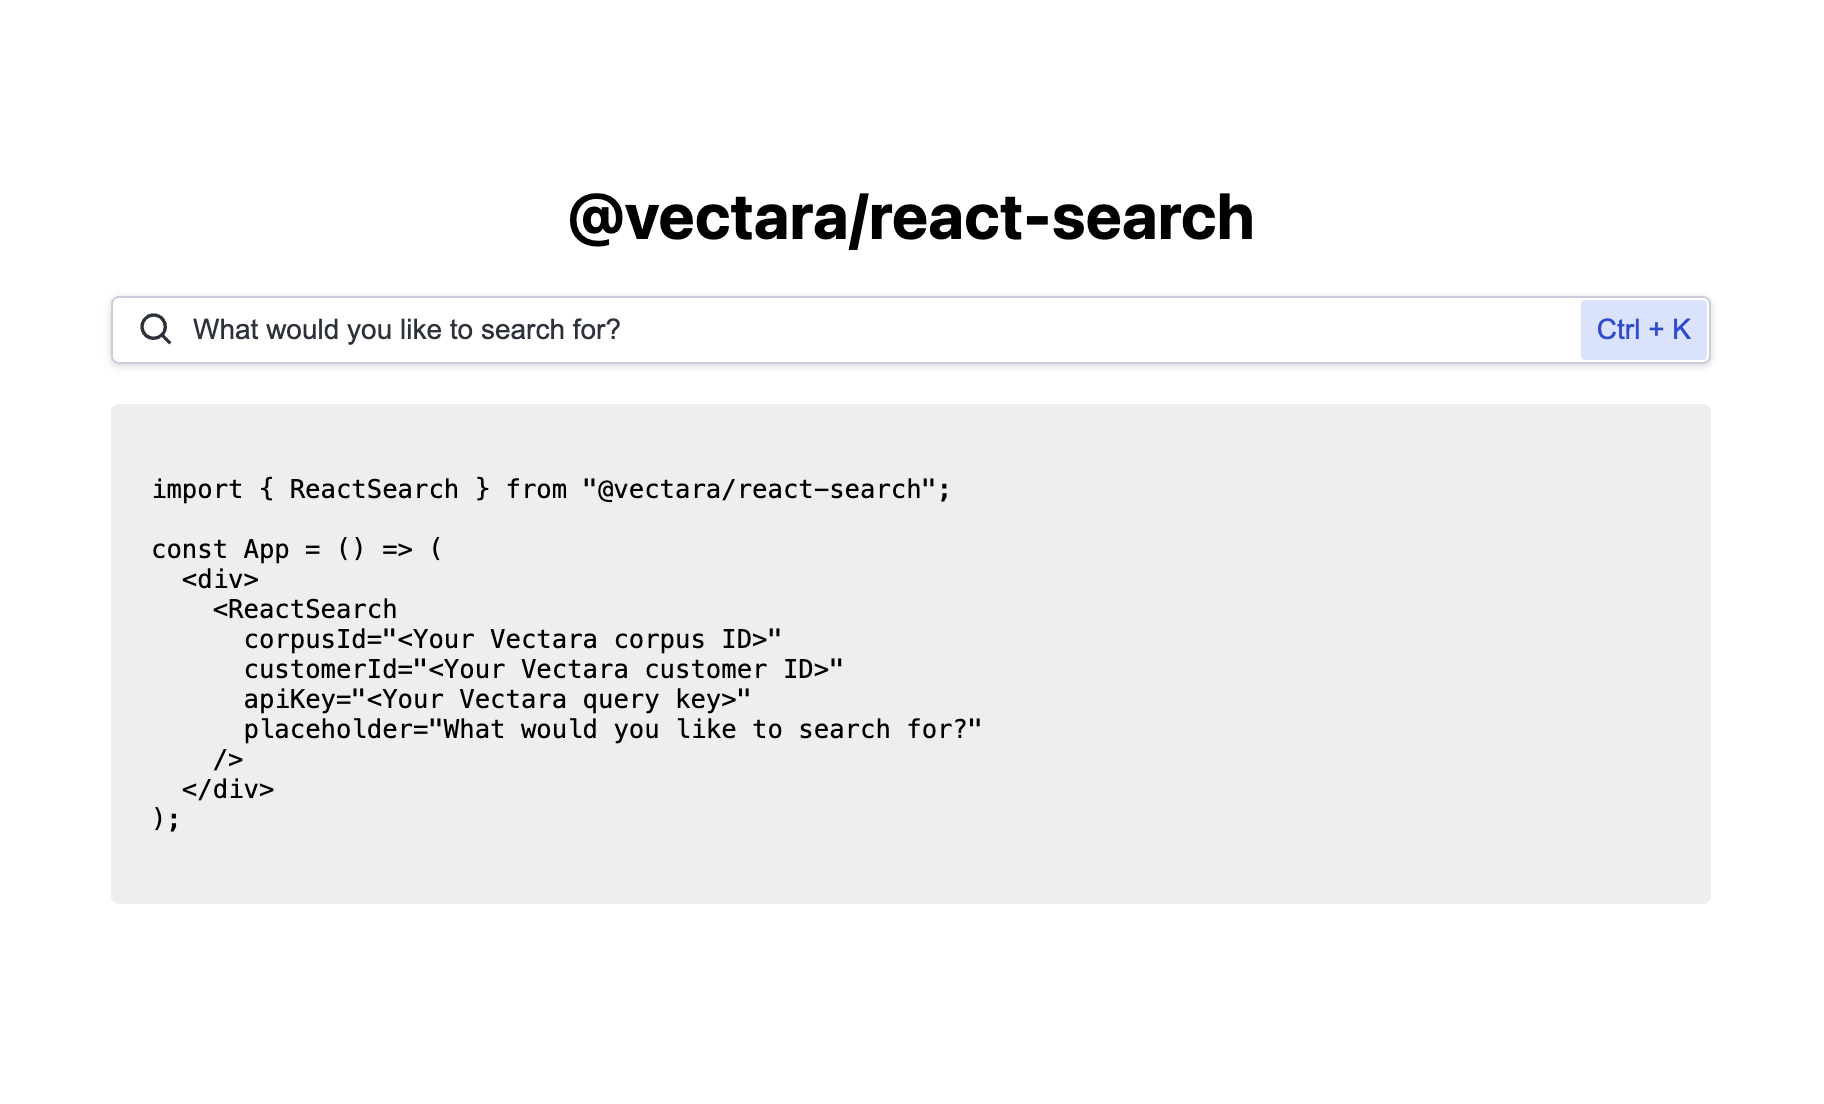 @vectara/react-search
What would you like to search for?
Ctrl + K
import { ReactSearch } from "@vectara/react-search";
const App = () => (
  <div>
    <ReactSearch
      corpusId="<Your Vectara corpus ID>"
      customerId="<Your Vectara customer ID>"
      apiKey="<Your Vectara query key>"
      placeholder="What would you like to search for?"
    />
  </div>
);